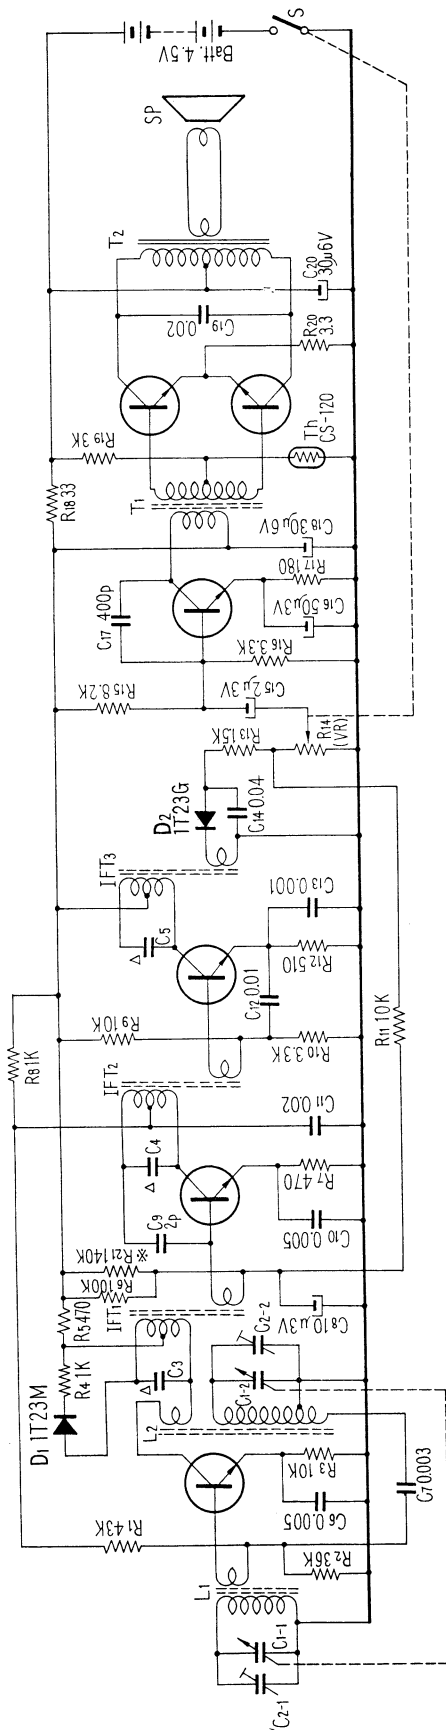 C2-1
C1-1
L1
R1 43K
R2 36K
C6 0.005
R3 10K
C7 0.003
L2
C1-2
C2-2
C3
D1 1T23M
R4 1K
R5 470
IFT1
R6 100K
※R21 140K
C8 10μ3V
C9
2p
C4
C10 0.005
R7 470
C11 0.02
IFT2
R8 1K
R9 10K
R10 3.3K
C12 0.01
R12 510
C13 0.001
R11 10K
C5
IFT3
D2
1T23G
C14 0.04
R13 1.5K
R14
(VR)
C15 2μ3V
R15 8.2K
R16 3.3K
C17 400p
C16 50μ3V
R17 180
C18 30μ6V
T1
R18 33
R19 3K
Th
CS-120
C19
0.02
R20
3.3
C20
30μ6V
T2
SP
Batt. 4.5V
S